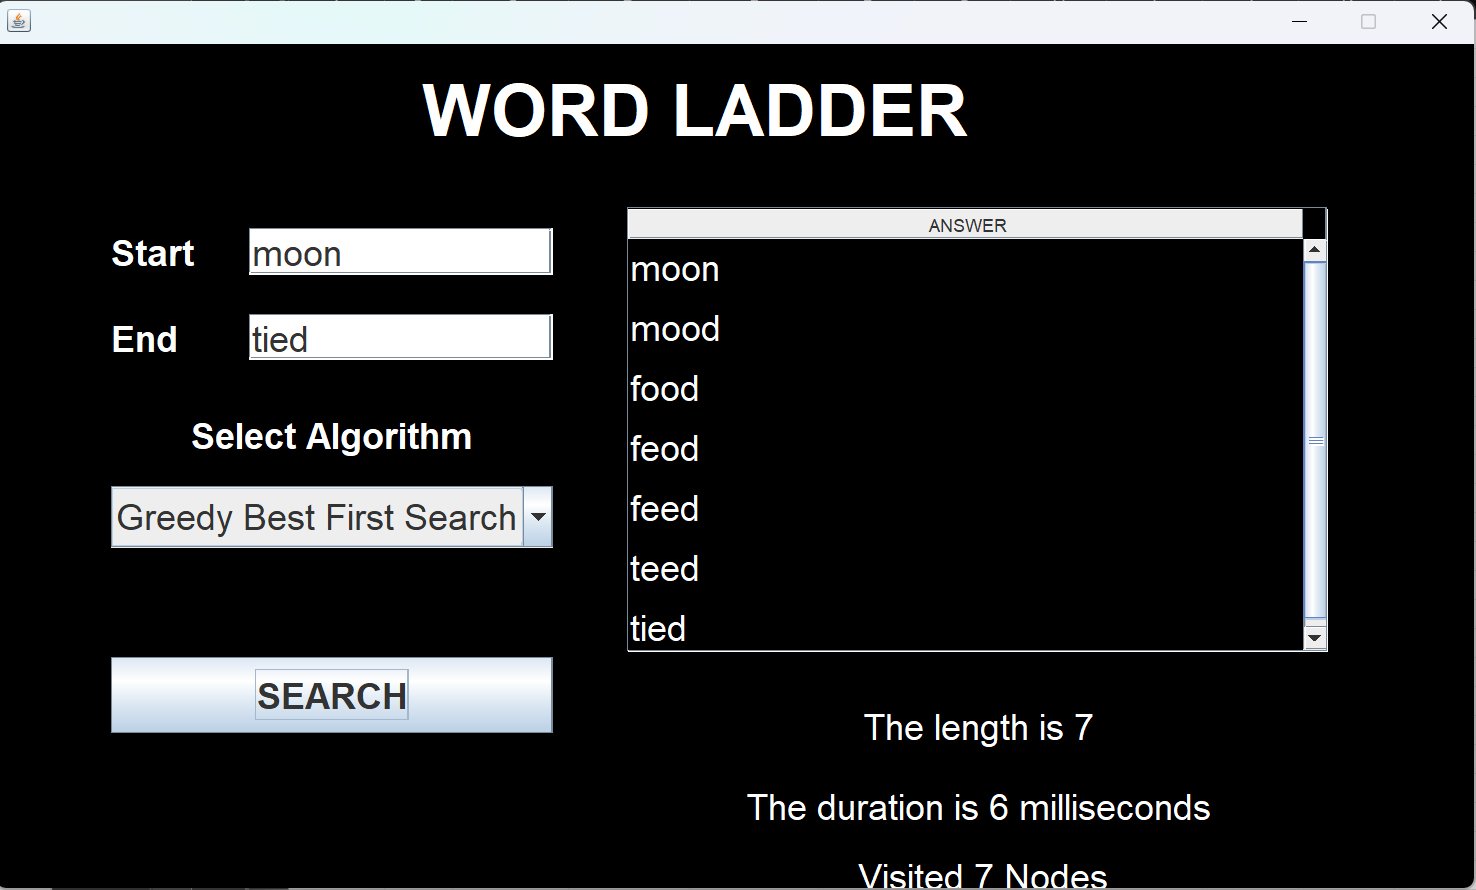 WORD LADDER
Start
moon
End
tied
Select Algorithm
Greedy Best First Search
SEARCH
ANSWER
moon
mood
food
feod
feed
teed
tied
The length is 7
The duration is 6 milliseconds
Visited 7 Nodes